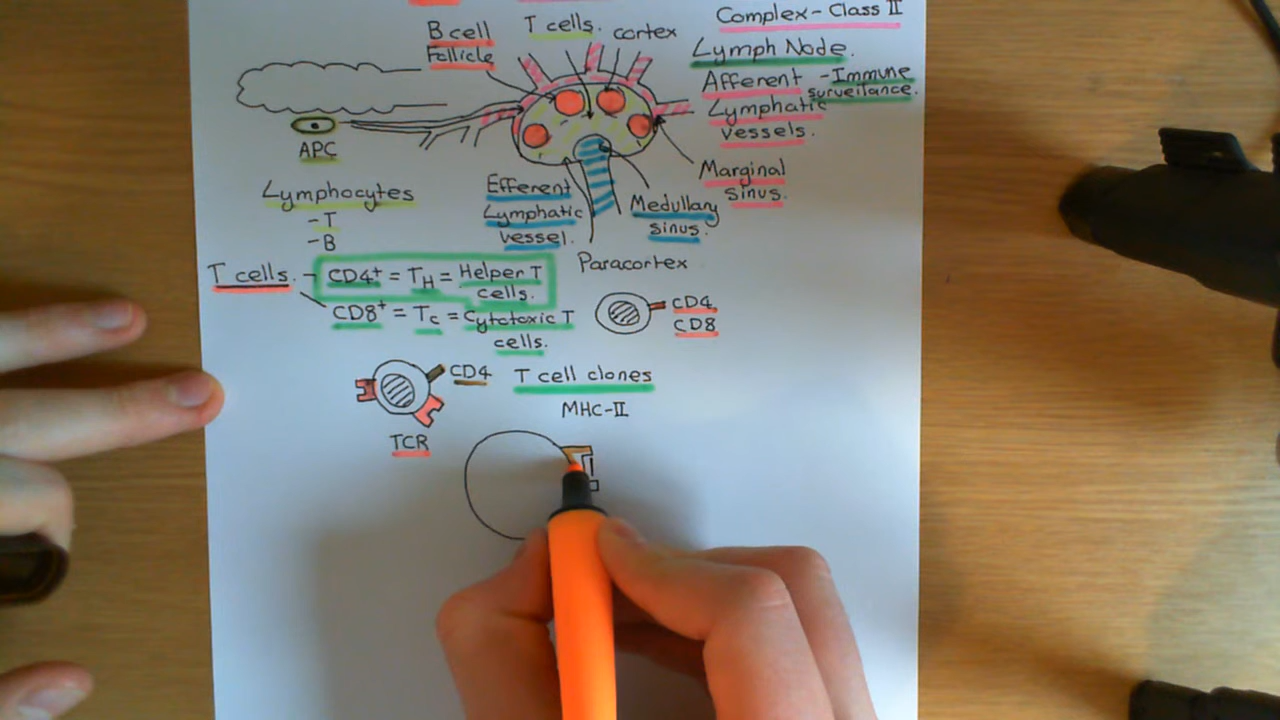 Complex - Class II
B cell
Follicle
T cells.
cortex
Lymph Node.
Afferent
Lymphatic
vessels.
- Immune
surveilance.
APC
Marginal
sinus.
Lymphocytes
- T
- B
Efferent
Lymphatic
vessel.
Medullary
sinus.
Paracortex
T cells. - CD4+ = TH = Helper T
cells.
CD8+ = Tc = Cytotoxic T
cells.
CD4
CD8
CD4
TCR
T cell clones
MHC-II